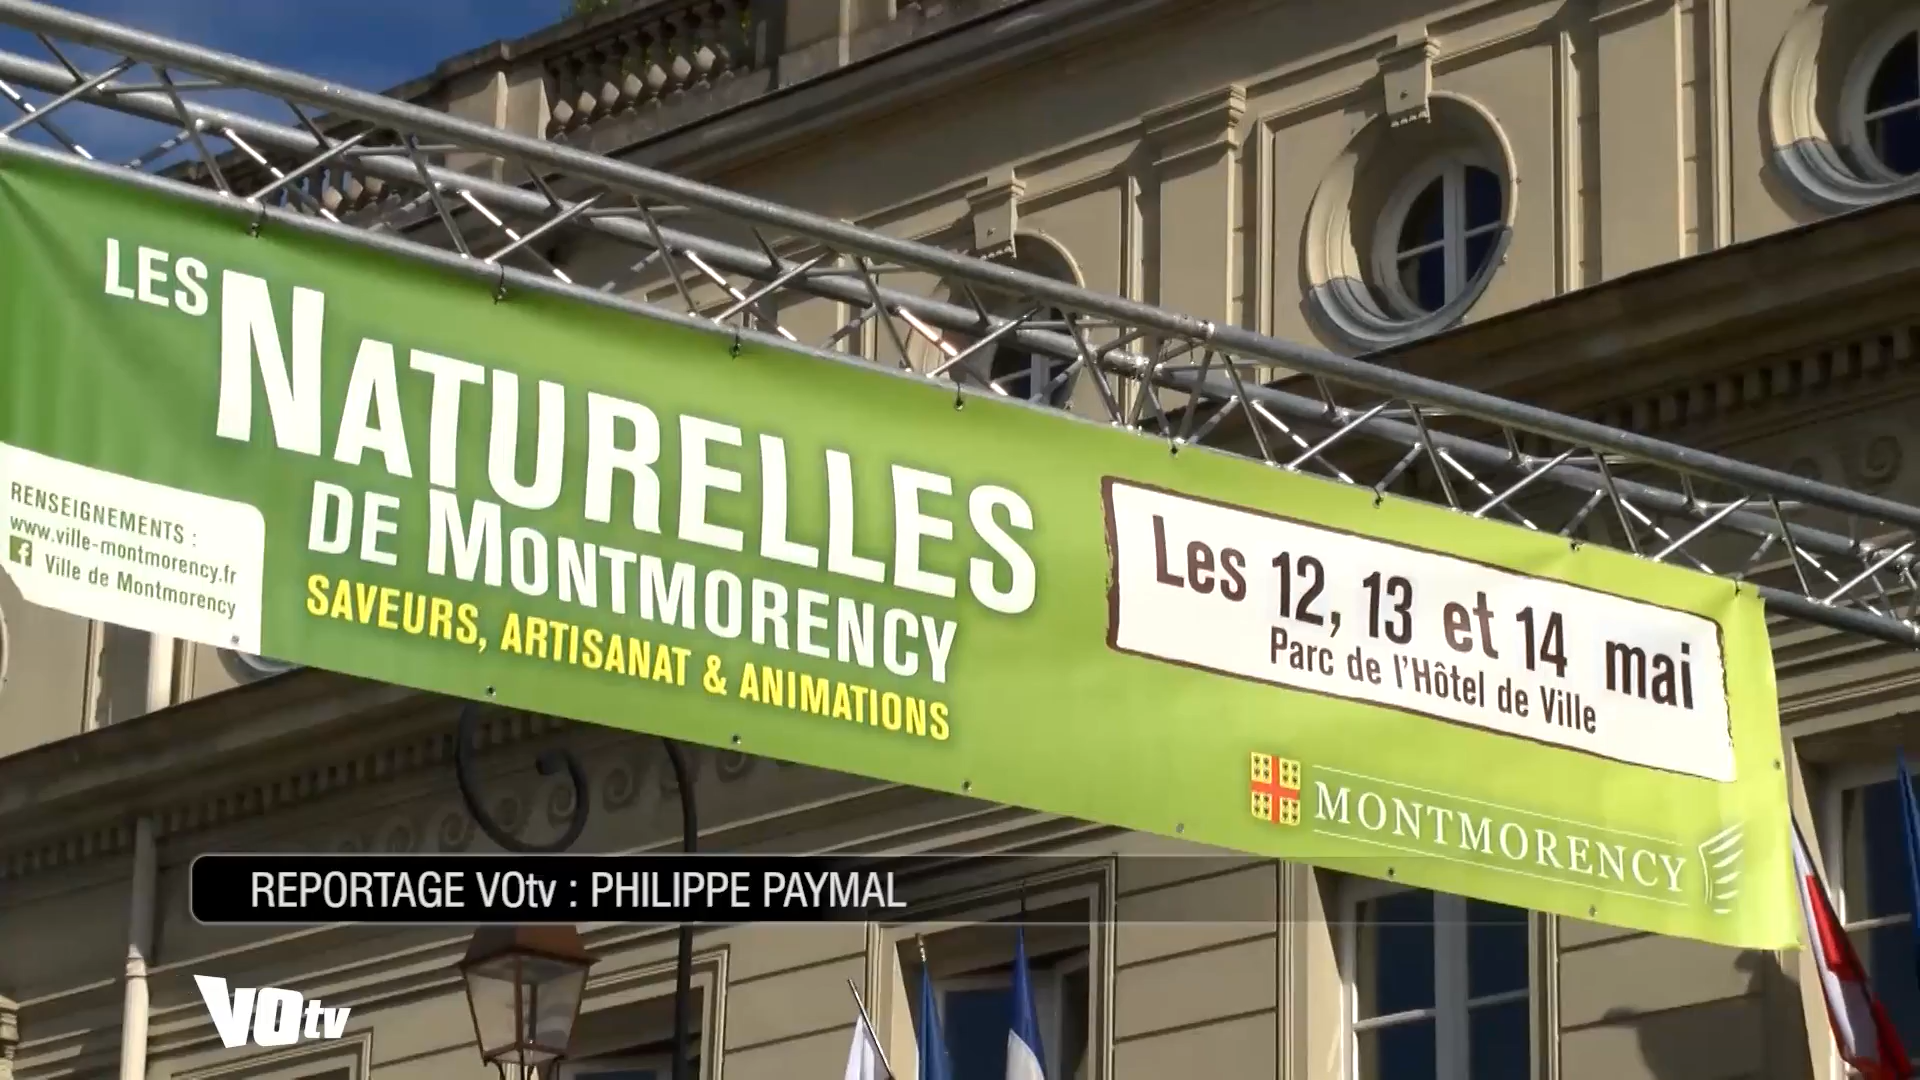 LES NATURELLES
DE MONTMORENCY
SAVEURS, ARTISANAT & ANIMATIONS
RENSEIGNEMENTS :
www.ville-montmorency.fr
Ville de Montmorency
Les 12, 13 et 14 mai
Parc de l'Hôtel de Ville
MONTMORENCY
REPORTAGE VOtv : PHILIPPE PAYMAL
VOtv